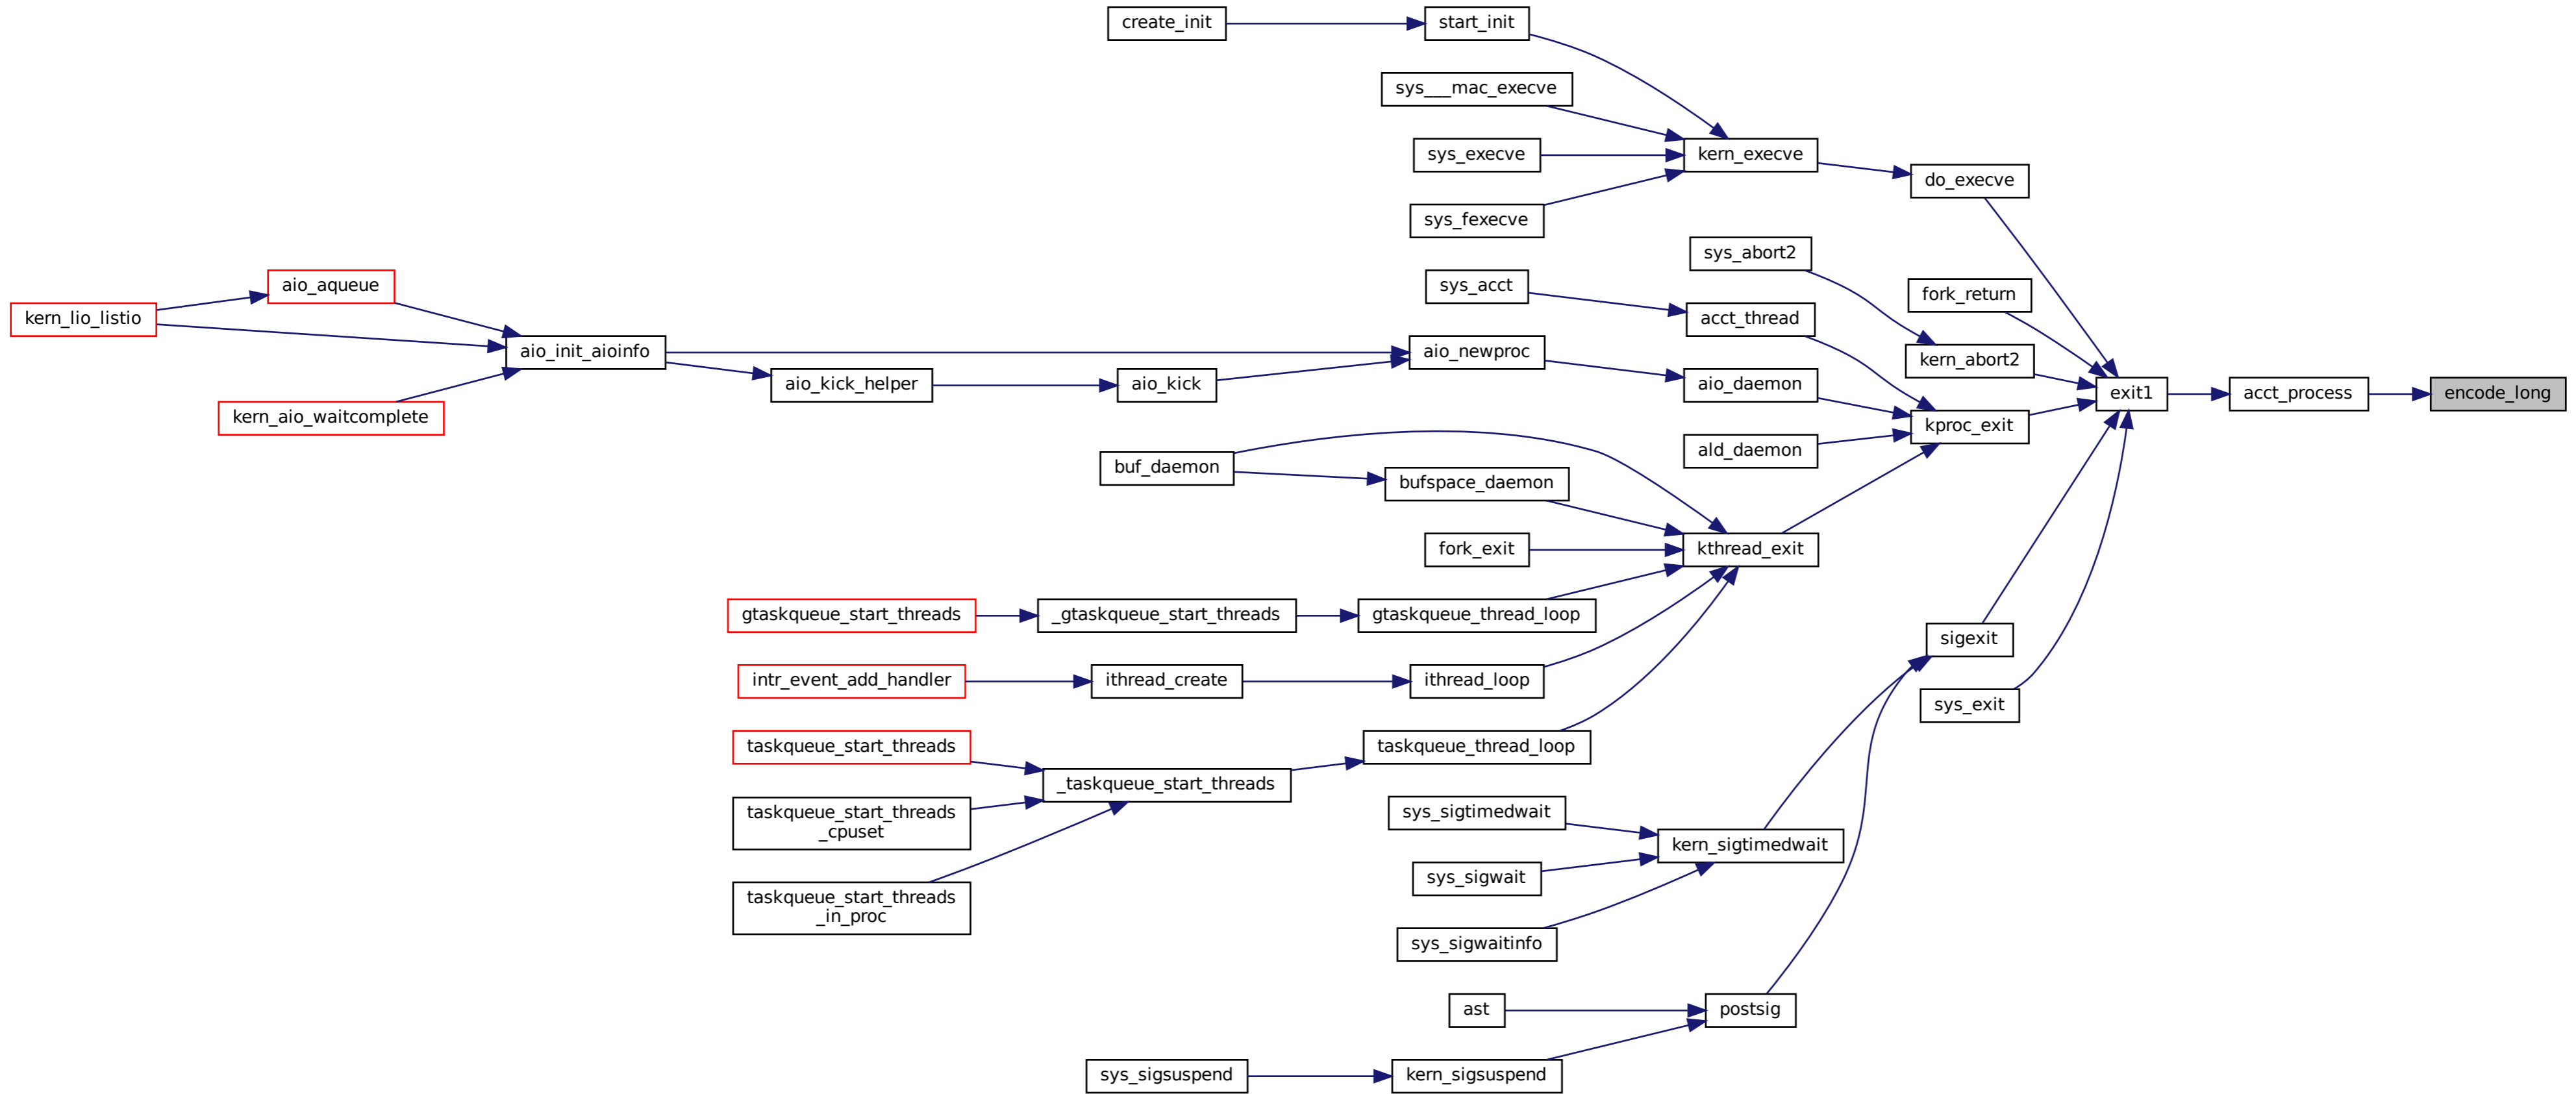 create_init
start_init
sys___mac_execve
sys_execve
kern_execve
do_execve
sys_fexecve
sys_abort2
aio_aqueue
sys_acct
fork_return
kern_lio_listio
acct_thread
aio_init_aioinfo
aio_newproc
kern_abort2
aio_kick_helper
aio_kick
aio_daemon
exit1
acct_process
encode_long
kern_aio_waitcomplete
kproc_exit
ald_daemon
buf_daemon
bufspace_daemon
fork_exit
kthread_exit
gtaskqueue_start_threads
_gtaskqueue_start_threads
gtaskqueue_thread_loop
sigexit
intr_event_add_handler
ithread_create
ithread_loop
sys_exit
taskqueue_start_threads
taskqueue_thread_loop
_taskqueue_start_threads
taskqueue_start_threads
_cpuset
sys_sigtimedwait
kern_sigtimedwait
sys_sigwait
taskqueue_start_threads
_in_proc
sys_sigwaitinfo
ast
postsig
sys_sigsuspend
kern_sigsuspend